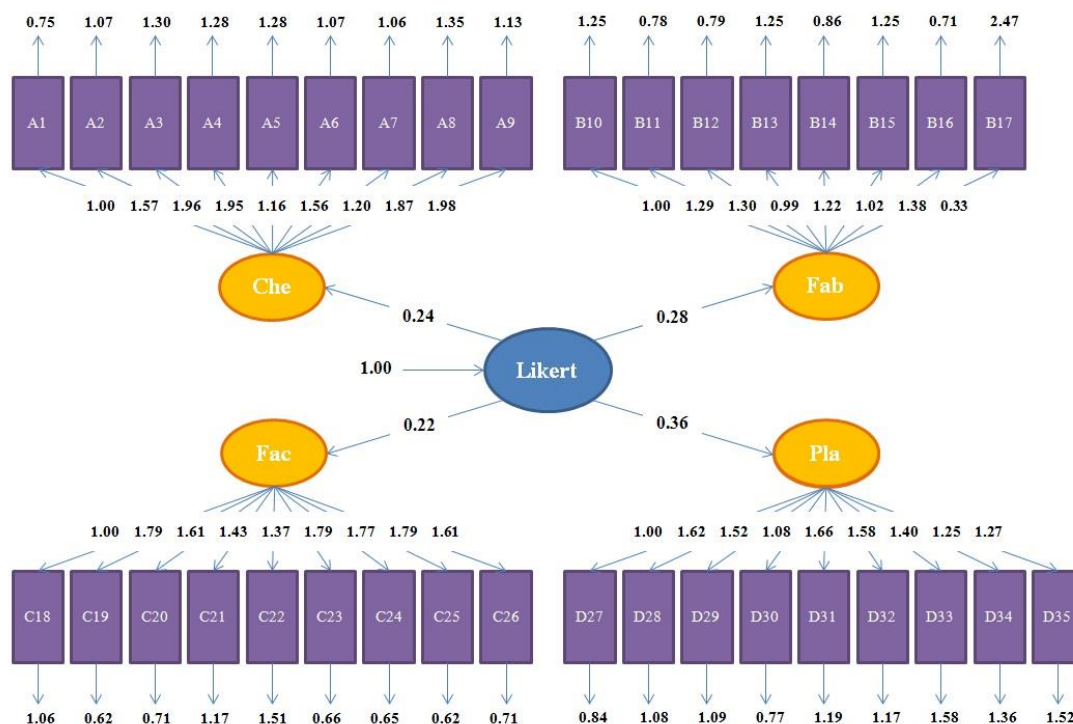 0.75 1.07 1.30 1.28 1.28 1.07 1.06 1.35 1.13 1.25 0.78 0.79 1.25 0.86 1.25 0.71 2.47
A1 A2 A3 A4 A5 A6 A7 A8 A9 B10 B11 B12 B13 B14 B15 B16 B17
1.00 1.57 1.96 1.95 1.16 1.56 1.20 1.87 1.98 1.00 1.29 1.30 0.99 1.22 1.02 1.38 0.33
Che Fab
0.24 0.28
1.00 Likert
0.22 0.36
Fac Pla
1.00 1.79 1.61 1.43 1.37 1.79 1.77 1.79 1.61 1.00 1.62 1.52 1.08 1.66 1.58 1.40 1.25 1.27
C18 C19 C20 C21 C22 C23 C24 C25 C26 D27 D28 D29 D30 D31 D32 D33 D34 D35
1.06 0.62 0.71 1.17 1.51 0.66 0.65 0.62 0.71 0.84 1.08 1.09 0.77 1.19 1.17 1.58 1.36 1.52